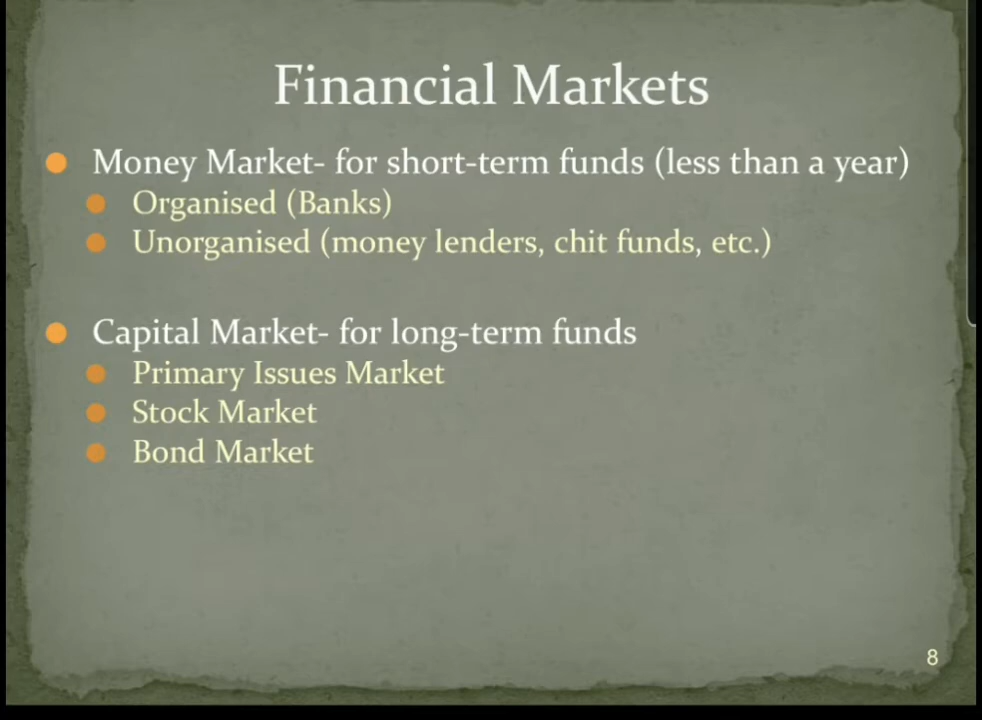 Financial Markets
Money Market- for short-term funds (less than a year)
Organised (Banks)
Unorganised (money lenders, chit funds, etc.)
Capital Market- for long-term funds
Primary Issues Market
Stock Market
Bond Market
8